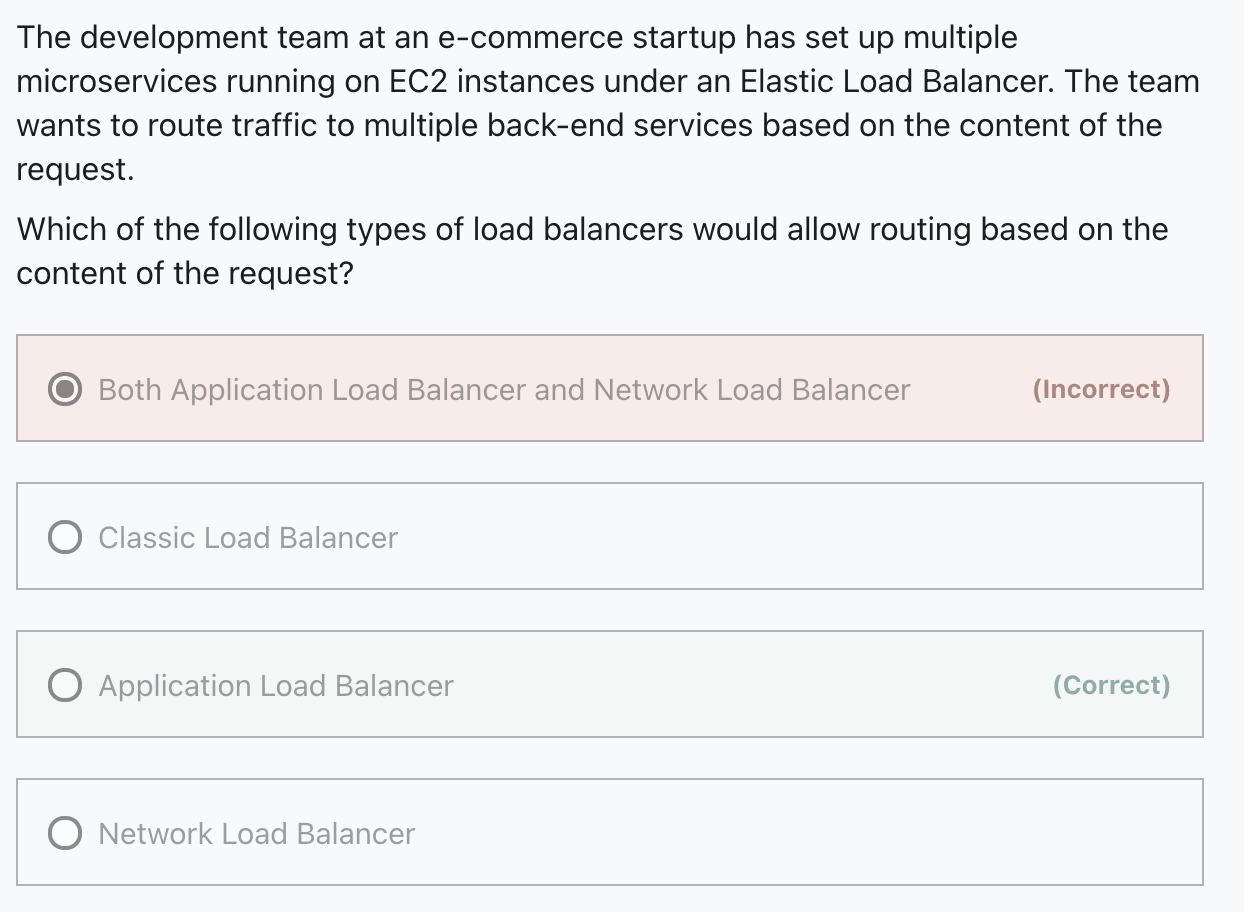 The development team at an e-commerce startup has set up multiple
microservices running on EC2 instances under an Elastic Load Balancer. The team
wants to route traffic to multiple back-end services based on the content of the
request.
Which of the following types of load balancers would allow routing based on the
content of the request?
Both Application Load Balancer and Network Load Balancer (Incorrect)
Classic Load Balancer
Application Load Balancer (Correct)
Network Load Balancer